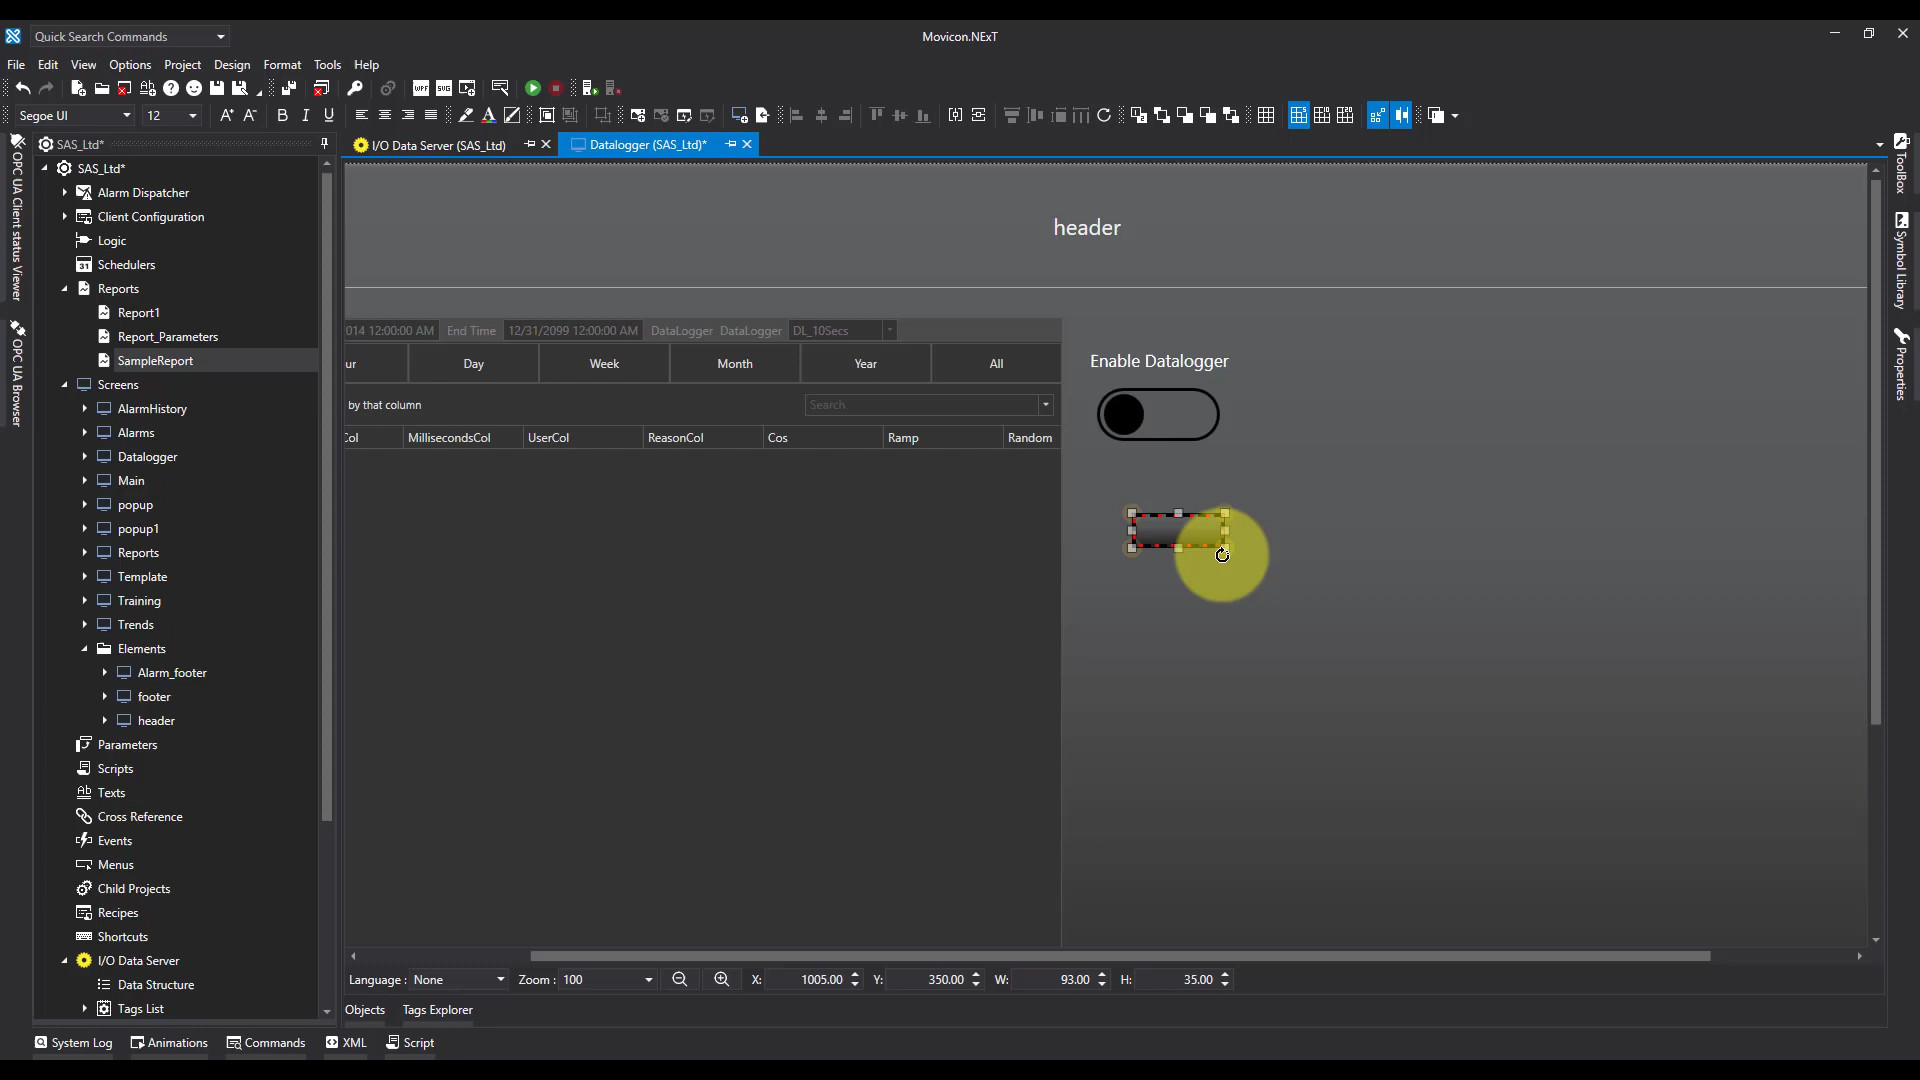 Quick Search Commands
Movicon.NExT
File Edit View Options Project Design Format Tools Help
WPF SVG
Segoe UI 12 B I U
SAS_Ltd*
I/O Data Server (SAS_Ltd)
Datalogger (SAS_Ltd)*
OPC UA Client status Viewer
OPC UA Browser
SAS_Ltd*
Alarm Dispatcher
Client Configuration
Logic
Schedulers
Reports
Report1
Report_Parameters
SampleReport
Screens
AlarmHistory
Alarms
Datalogger
Main
popup
popup1
Reports
Template
Training
Trends
Elements
Alarm_footer
footer
header
Parameters
Scripts
Texts
Cross Reference
Events
Menus
Child Projects
Recipes
Shortcuts
I/O Data Server
Data Structure
Tags List
header
014 12:00:00 AM End Time 12/31/2099 12:00:00 AM DataLogger DataLogger DL_10Secs
ur Day Week Month Year All
by that column Search
Col MillisecondsCol UserCol ReasonCol Cos Ramp Random
Enable Datalogger
ToolBox
Symbol Library
Properties
Language : None Zoom : 100 X: 1005.00 Y: 350.00 W: 93.00 H: 35.00
Objects Tags Explorer
System Log Animations Commands XML Script